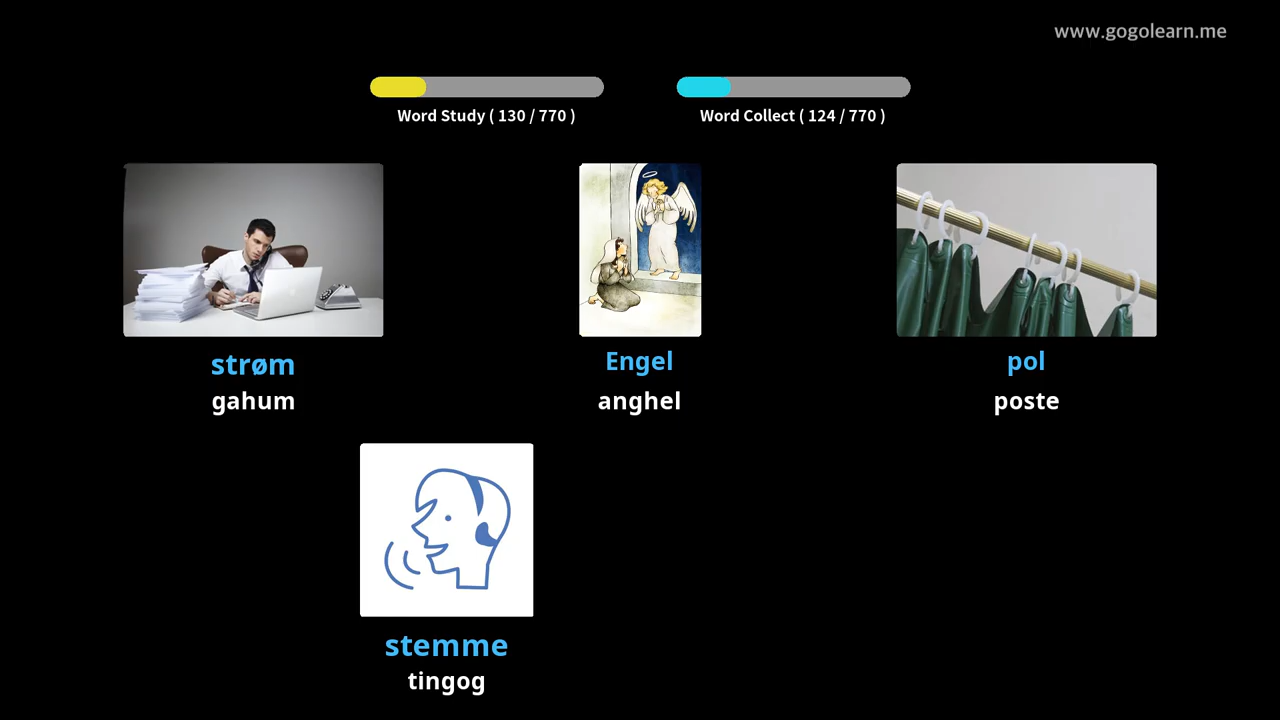 www.gogolearn.me
Word Study ( 130 / 770 )
Word Collect ( 124 / 770 )
strøm
gahum
Engel
anghel
pol
poste
stemme
tingog